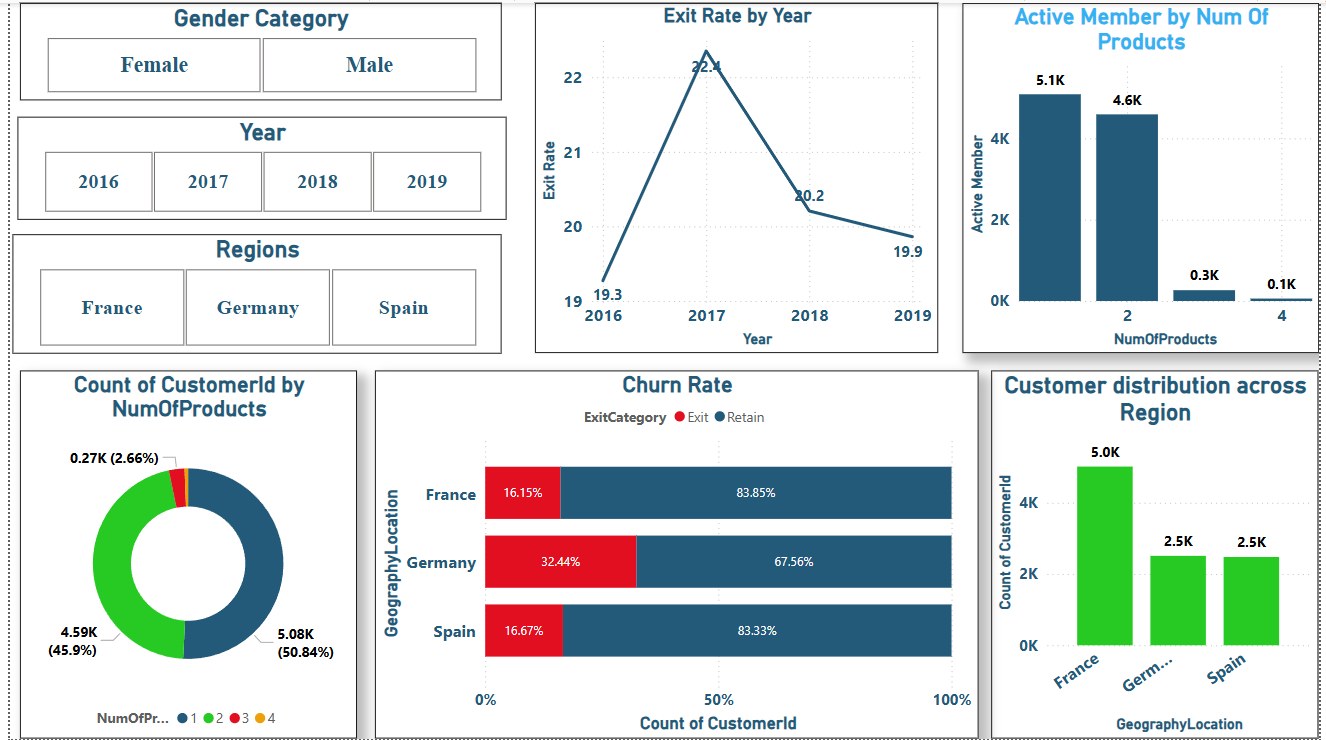 Gender Category
Female
Male
Year
2016
2017
2018
2019
Regions
France
Germany
Spain
Exit Rate by Year
22
21
20
19
Exit Rate
22.4
20.2
19.9
19.3
2016
2017
2018
2019
Year
Active Member by Num Of
Products
5.1K
4.6K
0.3K
0.1K
4K
2K
0K
Active Member
2
4
NumOfProducts
Count of CustomerId by
NumOfProducts
0.27K (2.66%)
4.59K
(45.9%)
5.08K
(50.84%)
NumOfPr... 1 2 3 4
Churn Rate
ExitCategory Exit Retain
GeographyLocation
France
16.15%
83.85%
Germany
32.44%
67.56%
Spain
16.67%
83.33%
0%
50%
100%
Count of CustomerId
Customer distribution across
Region
5.0K
2.5K
2.5K
4K
2K
0K
Count of CustomerId
France
Germ...
Spain
GeographyLocation